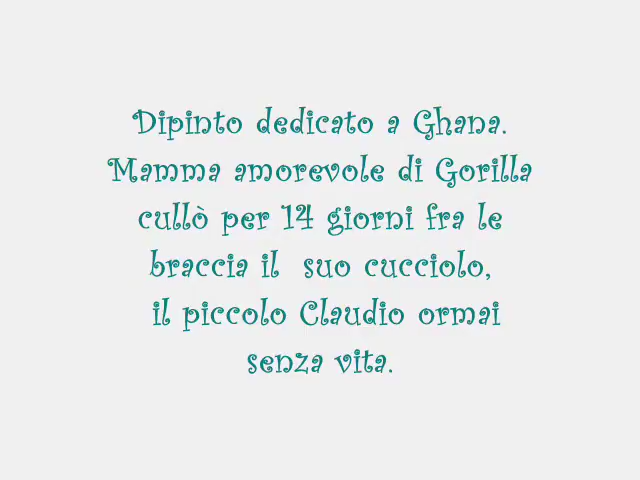 Dipinto dedicato a Ghana.
Mamma amorevole di Gorilla
cullò per 14 giorni fra le
braccia il suo cucciolo,
il piccolo Claudio ormai
senza vita.